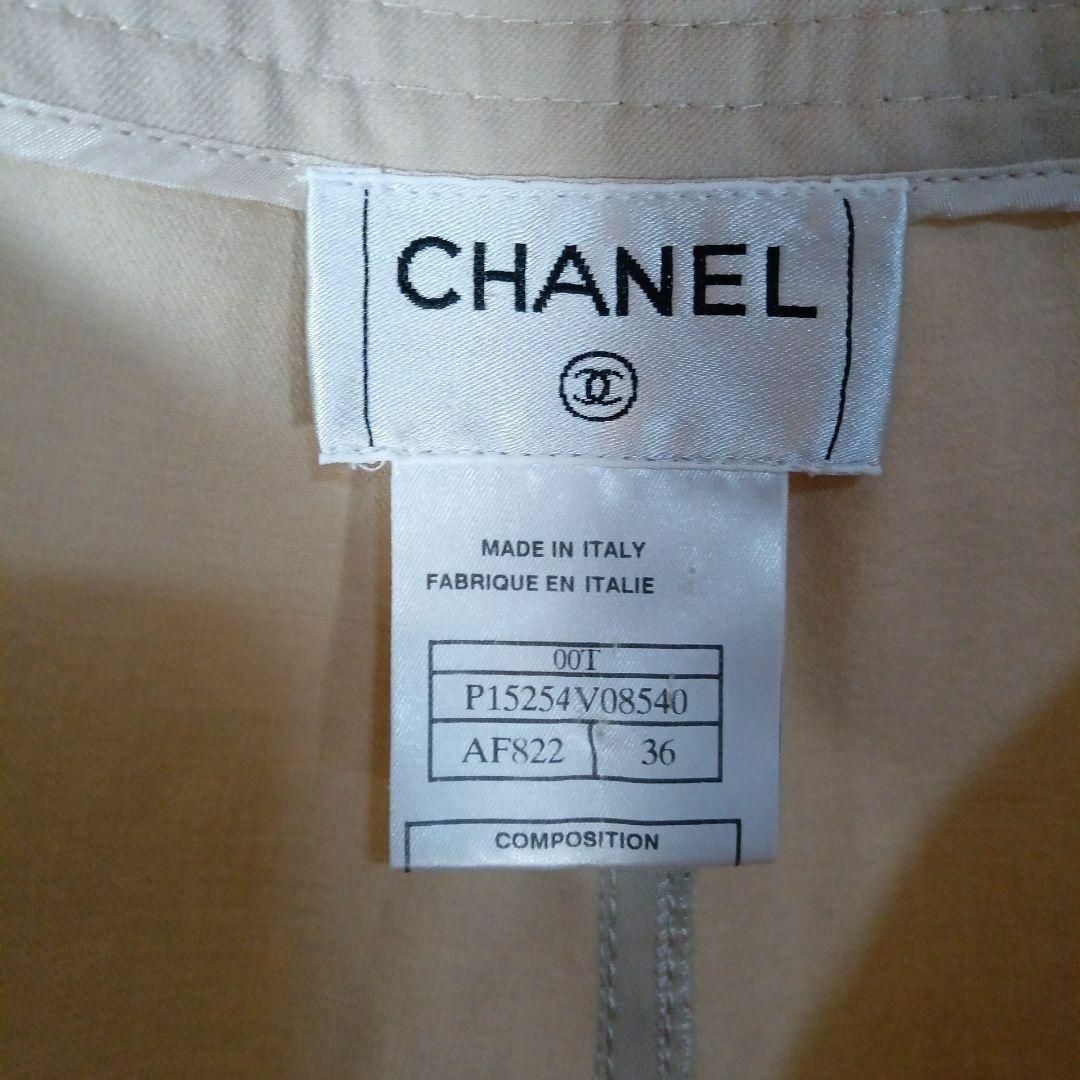 CHANEL
MADE IN ITALY
FABRIQUE EN ITALIE
00T
P15254V08540
AF822 36
COMPOSITION